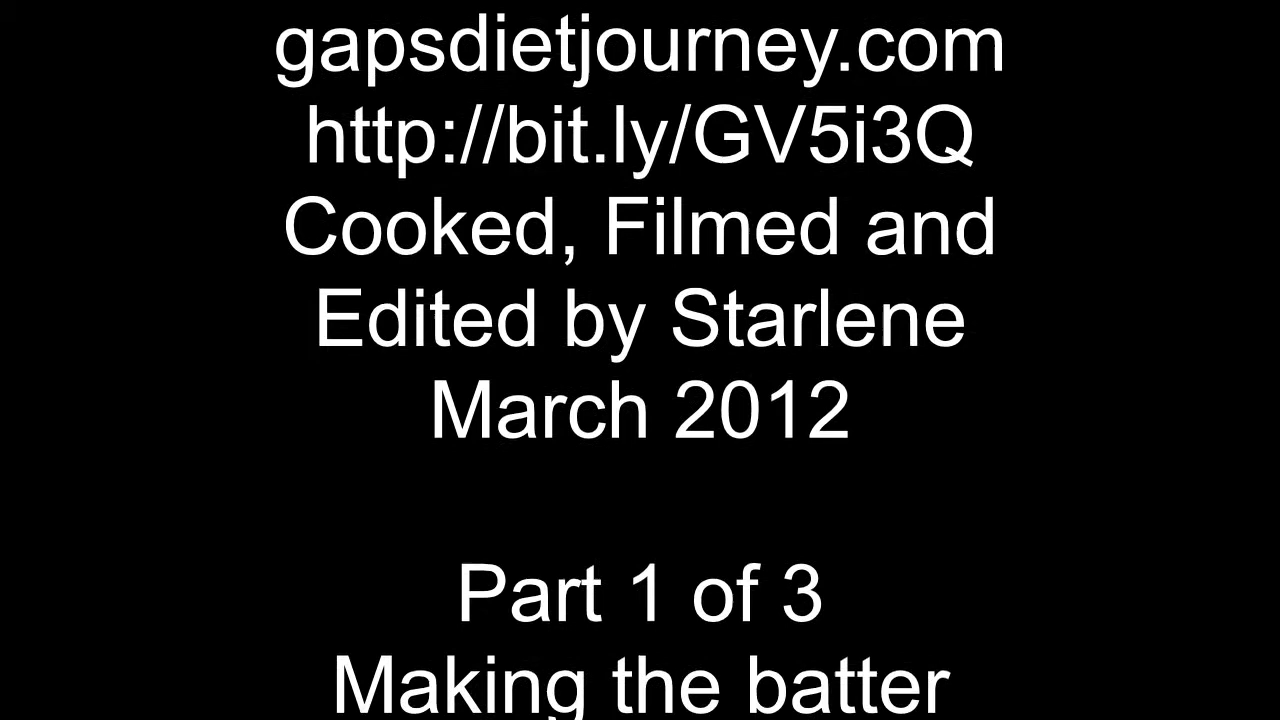 gapsdietjourney.com
http://bit.ly/GV5i3Q
Cooked, Filmed and
Edited by Starlene
March 2012
Part 1 of 3
Making the batter